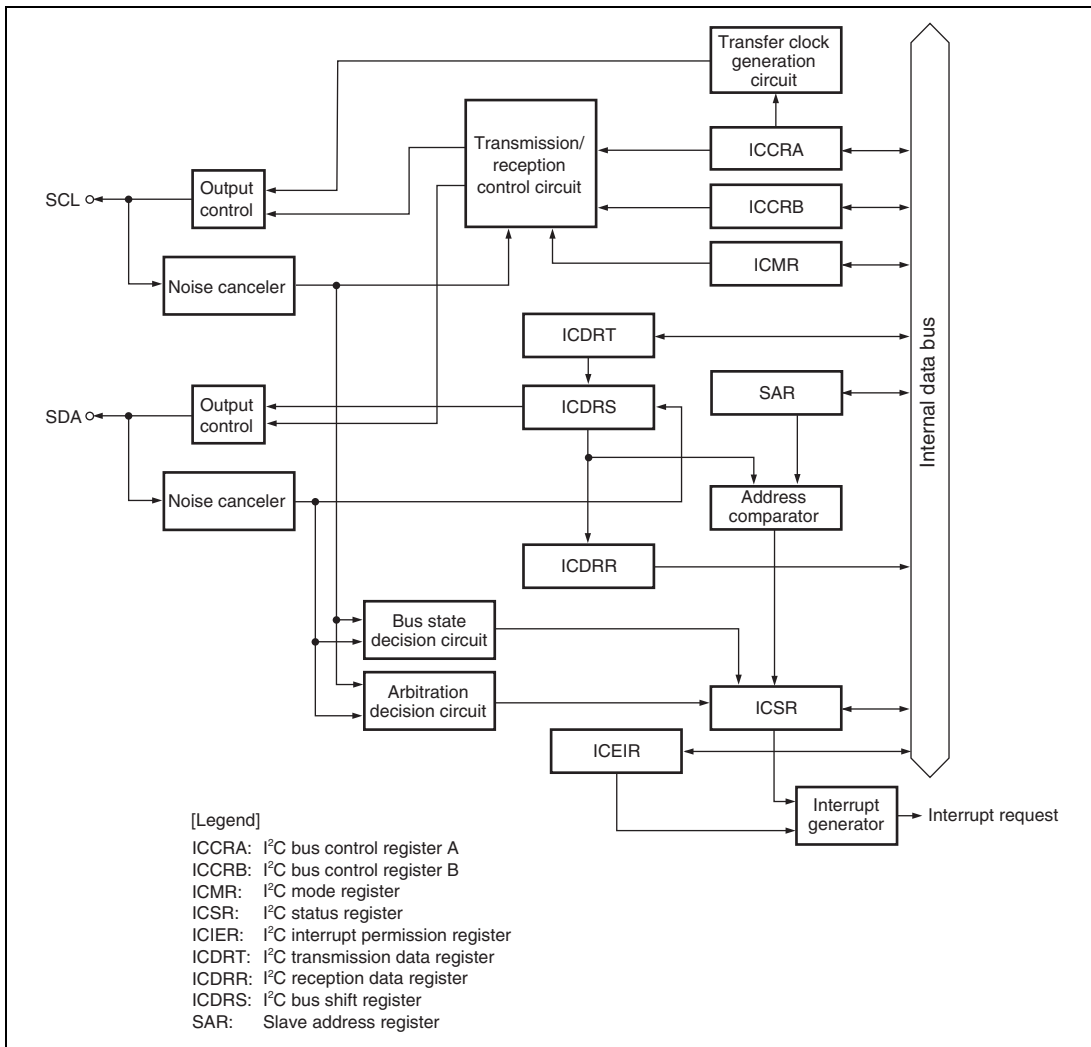 Transfer clock
generation
circuit
Transmission/
reception
control circuit
ICCRA
ICCRB
ICMR
SCL
Output
control
Noise canceler
ICDRT
ICDRS
SAR
SDA
Output
control
Noise canceler
Address
comparator
ICDRR
Internal data bus
Bus state
decision circuit
Arbitration
decision circuit
ICSR
ICEIR
Interrupt
generator
Interrupt request
[Legend]
ICCRA: I²C bus control register A
ICCRB: I²C bus control register B
ICMR: I²C mode register
ICSR: I²C status register
ICIER: I²C interrupt permission register
ICDRT: I²C transmission data register
ICDRR: I²C reception data register
ICDRS: I²C bus shift register
SAR: Slave address register